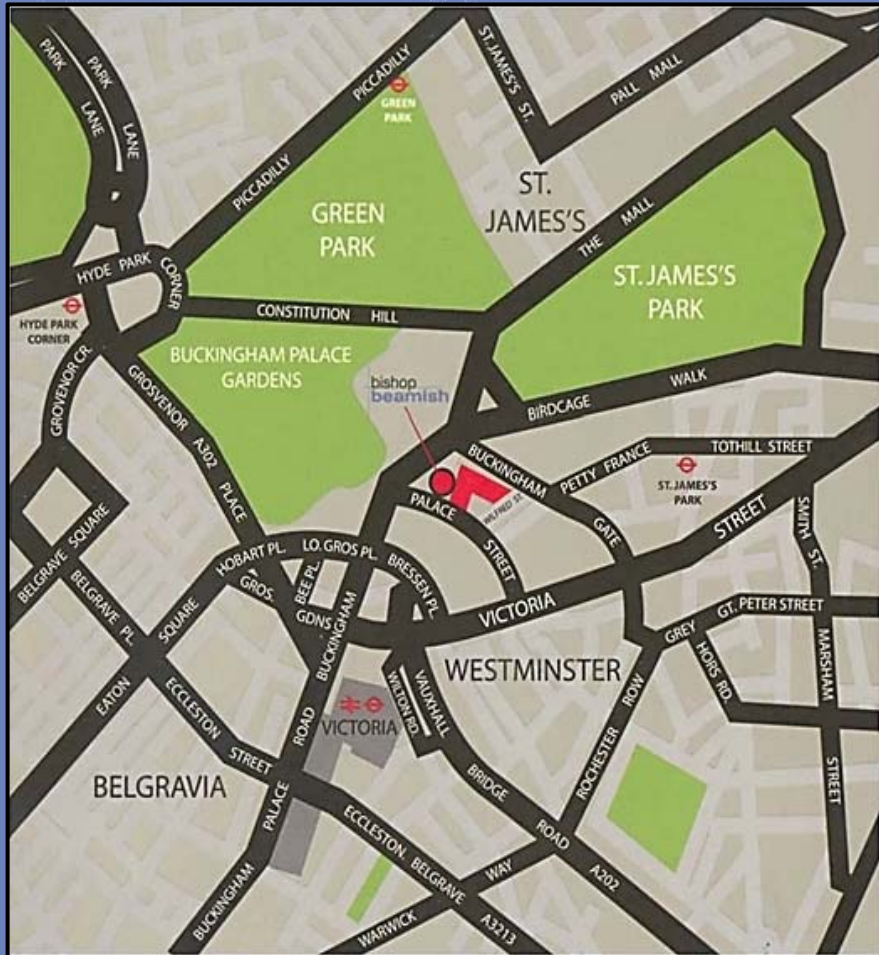 PARK LANE
PARK LANE
PICCADILLY
PICCADILLY
GREEN
PARK
ST. JAMES'S ST.
PALL MALL
GREEN
PARK
ST.
JAMES'S
THE MALL
HYDE PARK CORNER
HYDE PARK
CORNER
CONSTITUTION HILL
ST. JAMES'S
PARK
BUCKINGHAM PALACE
GARDENS
bishop
beamish
BIRDCAGE WALK
GROVENOR CR.
GROSVENOR A302 PLACE
BUCKINGHAM GATE
PETTY FRANCE
TOTHILL STREET
ST. JAMES'S
PARK
PALACE STREET
WILFRED ST.
VICTORIA STREET
SMITH ST.
BELGRAVE SQUARE
BELGRAVE PL.
HOBART PL.
LO. GROS PL.
BRESSEN PL.
GROS. GDNS
BEE PL.
EATON SQUARE
GREY
GT. PETER STREET
HORS RD.
MARSHAM STREET
WESTMINSTER
BUCKINGHAM PALACE ROAD
BUCKINGHAM
VICTORIA
WILTON RD.
VAUXHALL BRIDGE ROAD A202
ROCHESTER ROW
ECCLESTON STREET
BELGRAVIA
ECCLESTON BELGRAVE A3213
WARWICK WAY